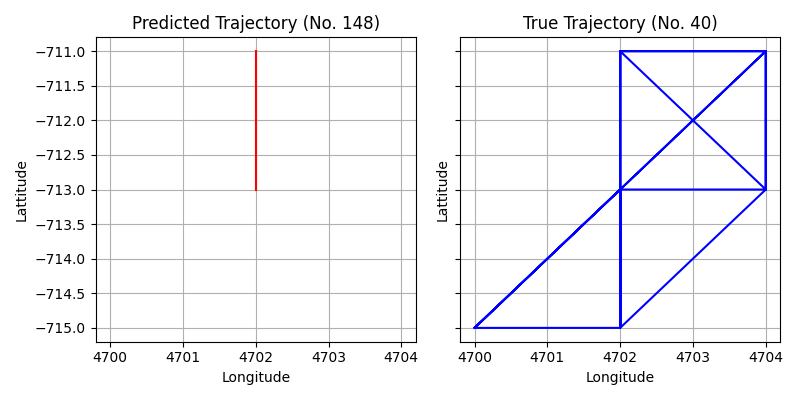 Predicted Trajectory (No. 148)
−711.0
−711.5
−712.0
−712.5
−713.0
−713.5
−714.0
−714.5
−715.0
Lattitude
4700 4701 4702 4703 4704
Longitude
True Trajectory (No. 40)
Lattitude
4700 4701 4702 4703 4704
Longitude